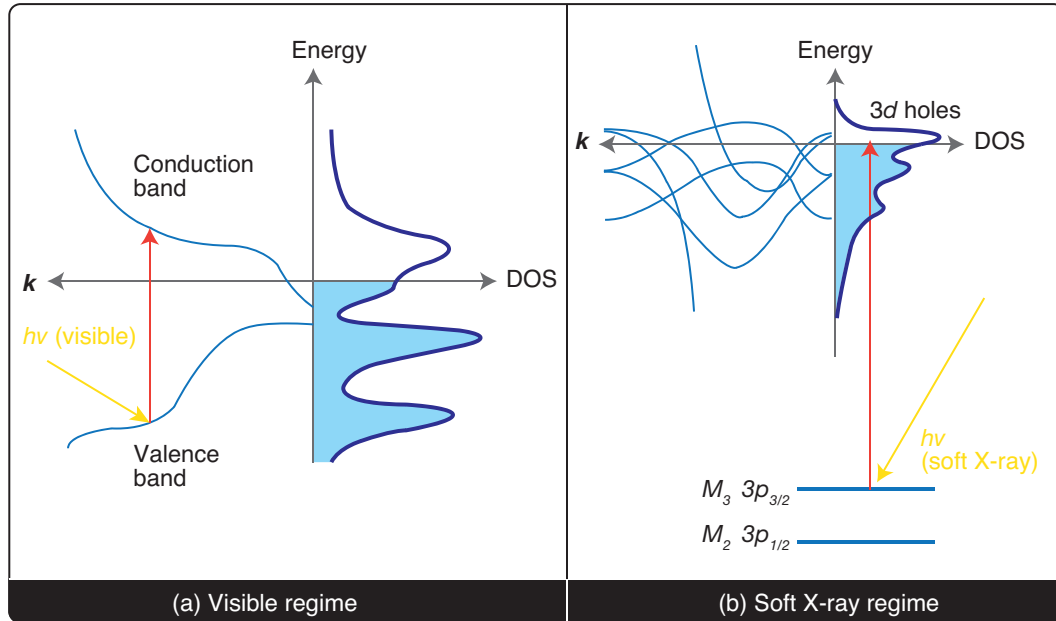 Energy
Conduction
band
k
DOS
hν (visible)
Valence
band
(a) Visible regime
Energy
3d holes
k
DOS
hν
(soft X-ray)
M3 3p3/2
M2 3p1/2
(b) Soft X-ray regime